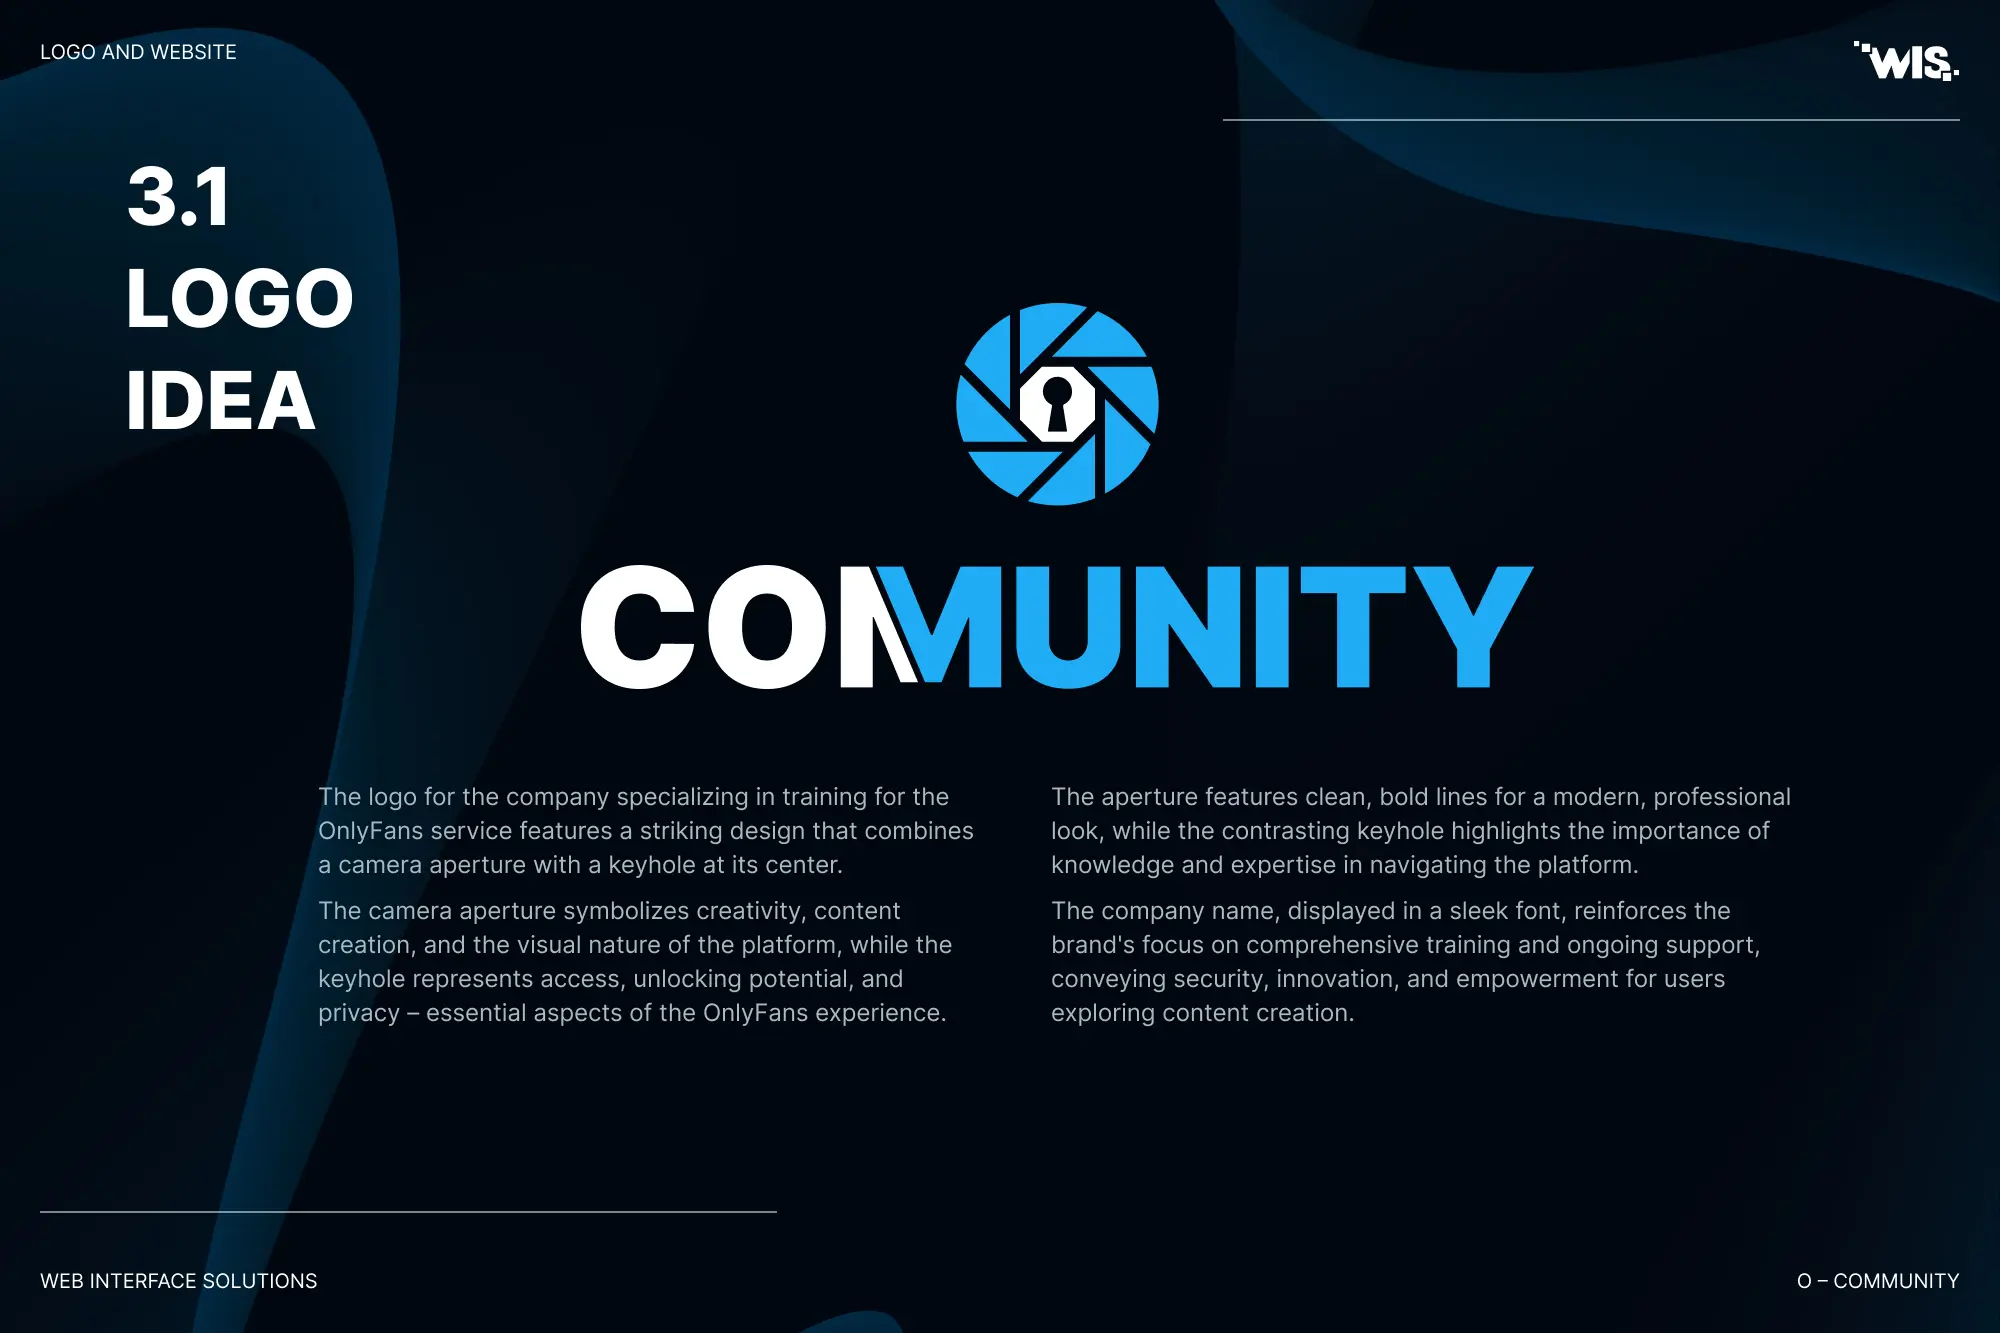 LOGO AND WEBSITE
WIS.
3.1
LOGO
IDEA
COMUNITY
The logo for the company specializing in training for the
OnlyFans service features a striking design that combines
a camera aperture with a keyhole at its center.
The camera aperture symbolizes creativity, content
creation, and the visual nature of the platform, while the
keyhole represents access, unlocking potential, and
privacy – essential aspects of the OnlyFans experience.
The aperture features clean, bold lines for a modern, professional
look, while the contrasting keyhole highlights the importance of
knowledge and expertise in navigating the platform.
The company name, displayed in a sleek font, reinforces the
brand's focus on comprehensive training and ongoing support,
conveying security, innovation, and empowerment for users
exploring content creation.
WEB INTERFACE SOLUTIONS
O – COMMUNITY